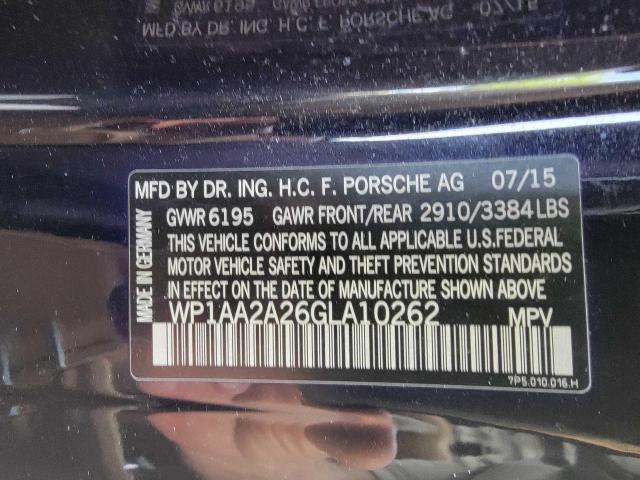 MFD BY DR. ING. H.C. F. PORSCHE AG 07/15
GVWR 6195 GAWR FRONT/REAR 2910/3384 LBS
THIS VEHICLE CONFORMS TO ALL APPLICABLE U.S.FEDERAL
MOTOR VEHICLE SAFETY AND THEFT PREVENTION STANDARDS
IN EFFECT ON THE DATE OF MANUFACTURE SHOWN ABOVE
WP1AA2A26GLA10262 MPV
7P5.010.016.H
MADE IN GERMANY